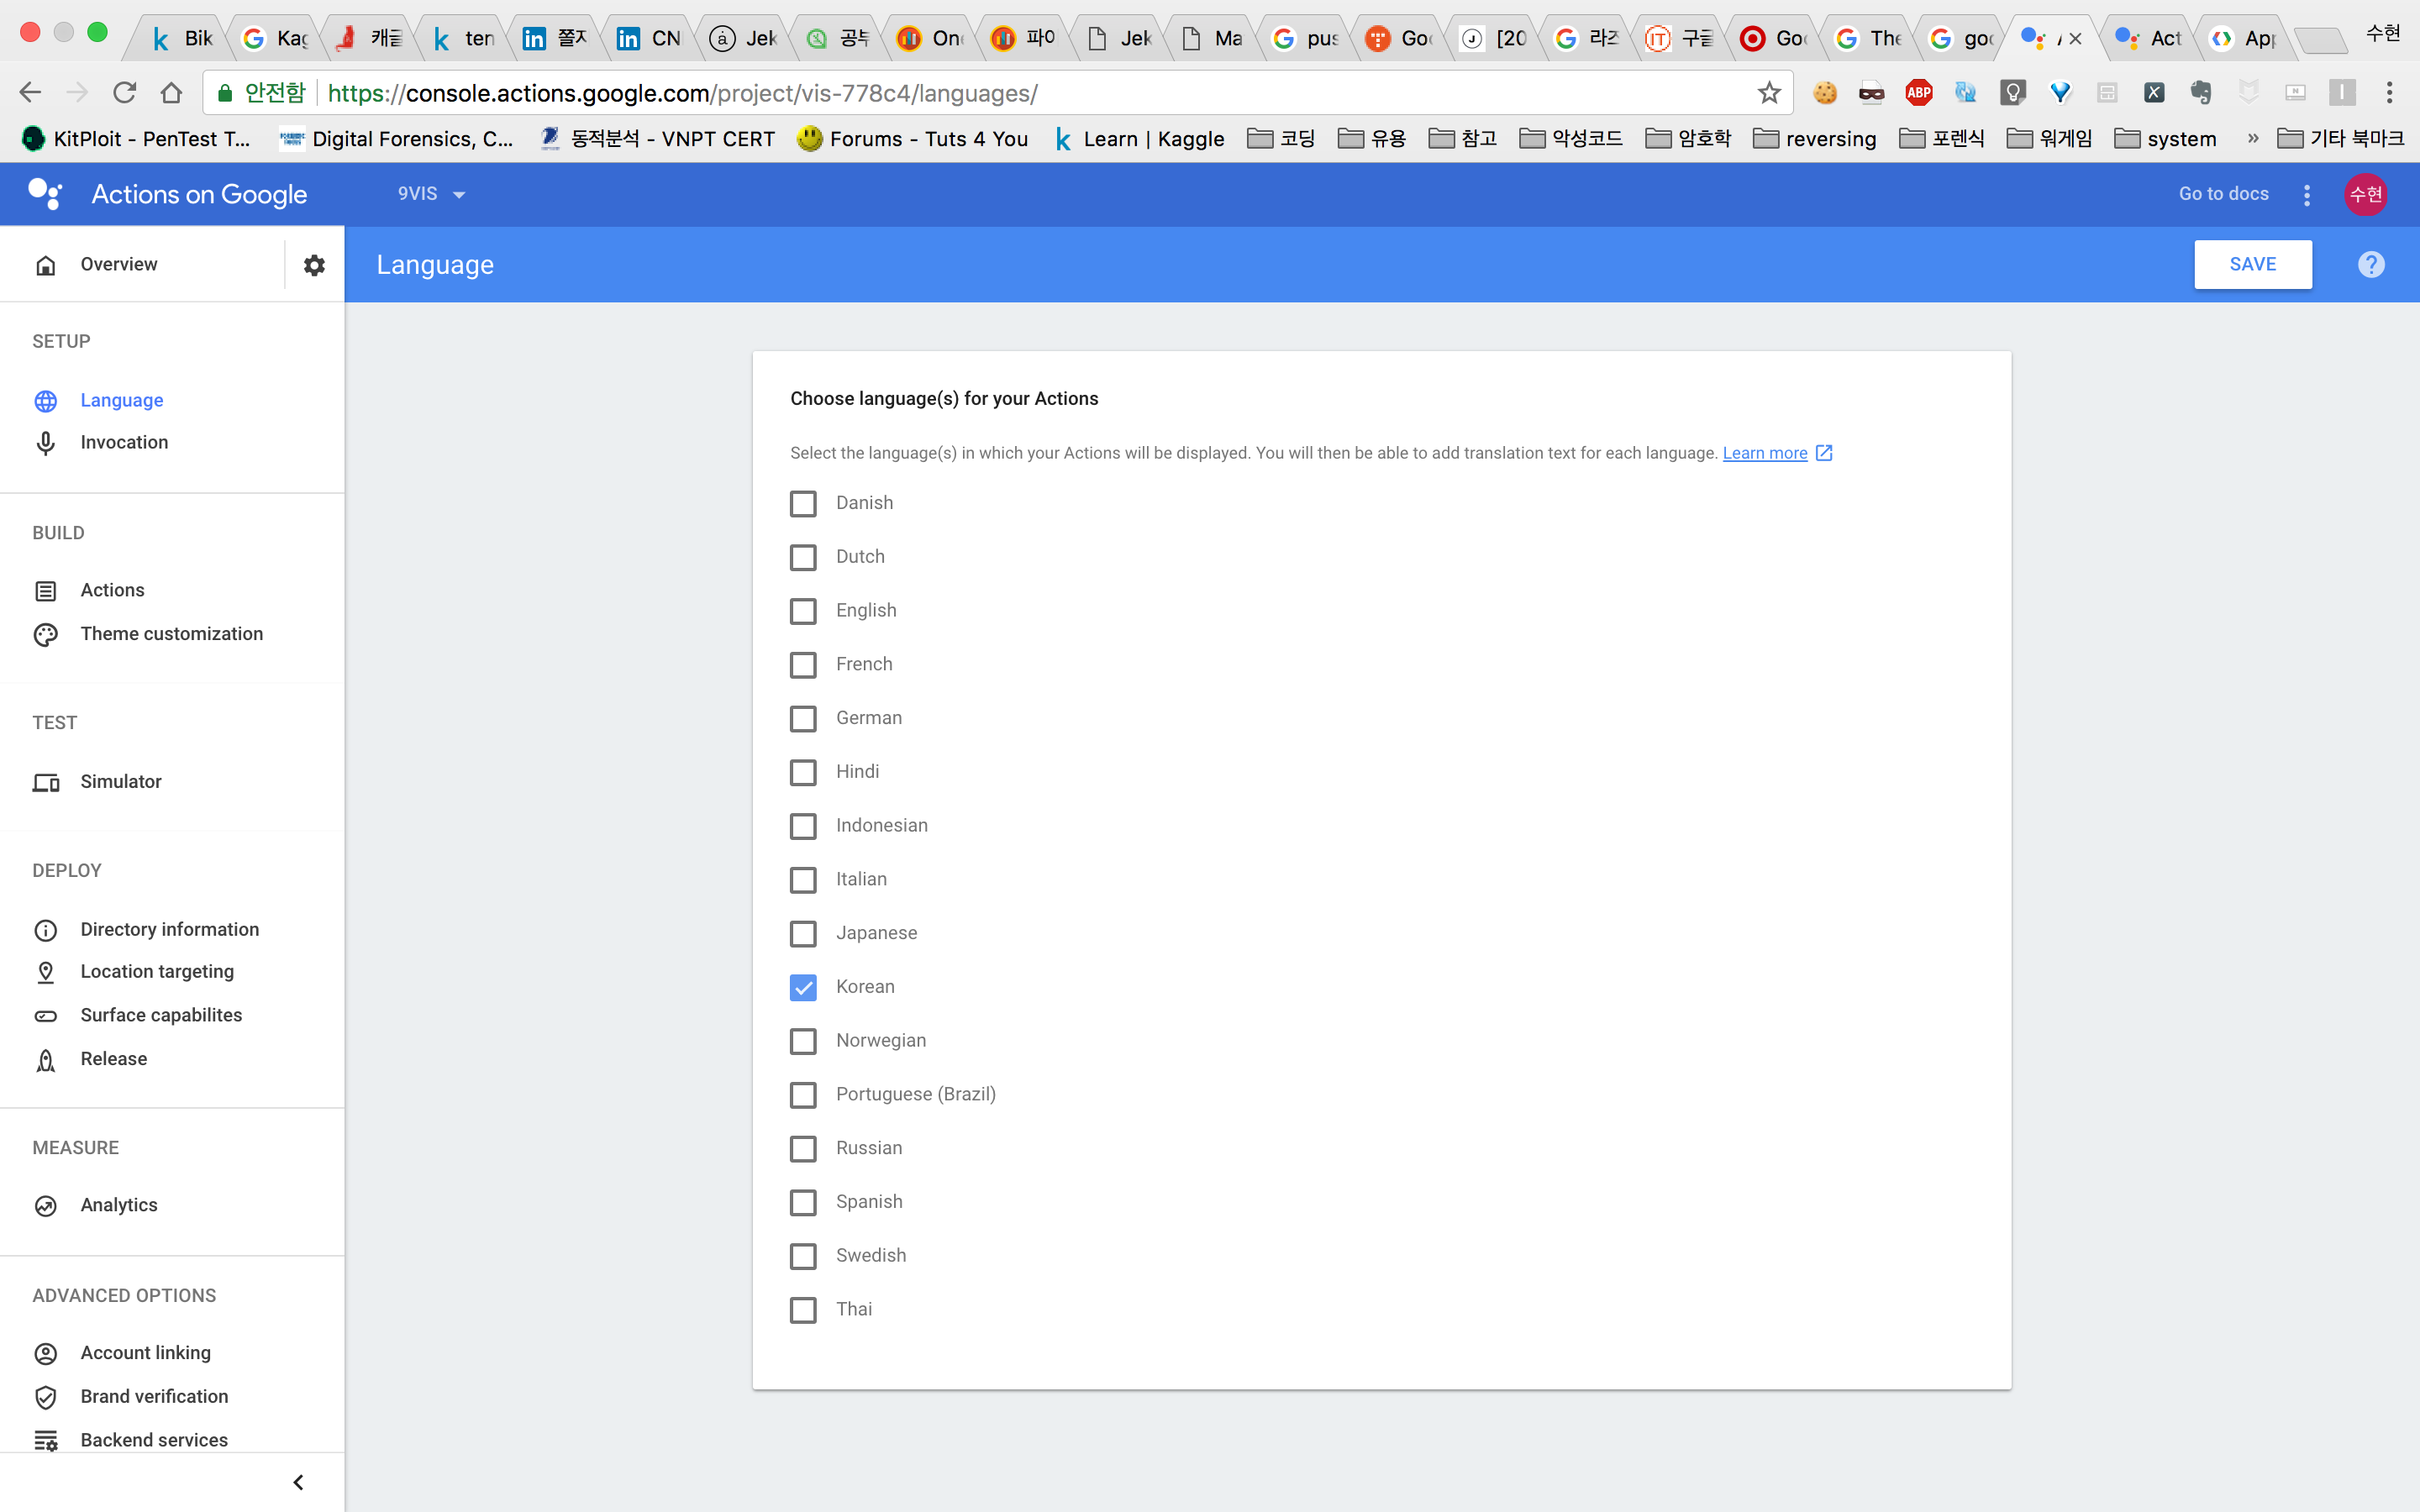 Bik
Kag
캐글
ten
쫄지
CN
Jek
공부
On
파이
Jek
Ma
pus
Goo
[20
라즈
구글
Goo
The
goo
Act
App
수현
안전함
https://console.actions.google.com/project/vis-778c4/languages/
ABP
KitPloit - PenTest T...
Digital Forensics, C...
동적분석 - VNPT CERT
Forums - Tuts 4 You
Learn | Kaggle
코딩
유용
참고
악성코드
암호학
reversing
포렌식
워게임
system
»
기타 북마크
Actions on Google
9VIS
Go to docs
수현
Overview
Language
SAVE
SETUP
Language
Invocation
BUILD
Actions
Theme customization
TEST
Simulator
DEPLOY
Directory information
Location targeting
Surface capabilites
Release
MEASURE
Analytics
ADVANCED OPTIONS
Account linking
Brand verification
Backend services
Choose language(s) for your Actions
Select the language(s) in which your Actions will be displayed. You will then be able to add translation text for each language. Learn more
Danish
Dutch
English
French
German
Hindi
Indonesian
Italian
Japanese
Korean
Norwegian
Portuguese (Brazil)
Russian
Spanish
Swedish
Thai